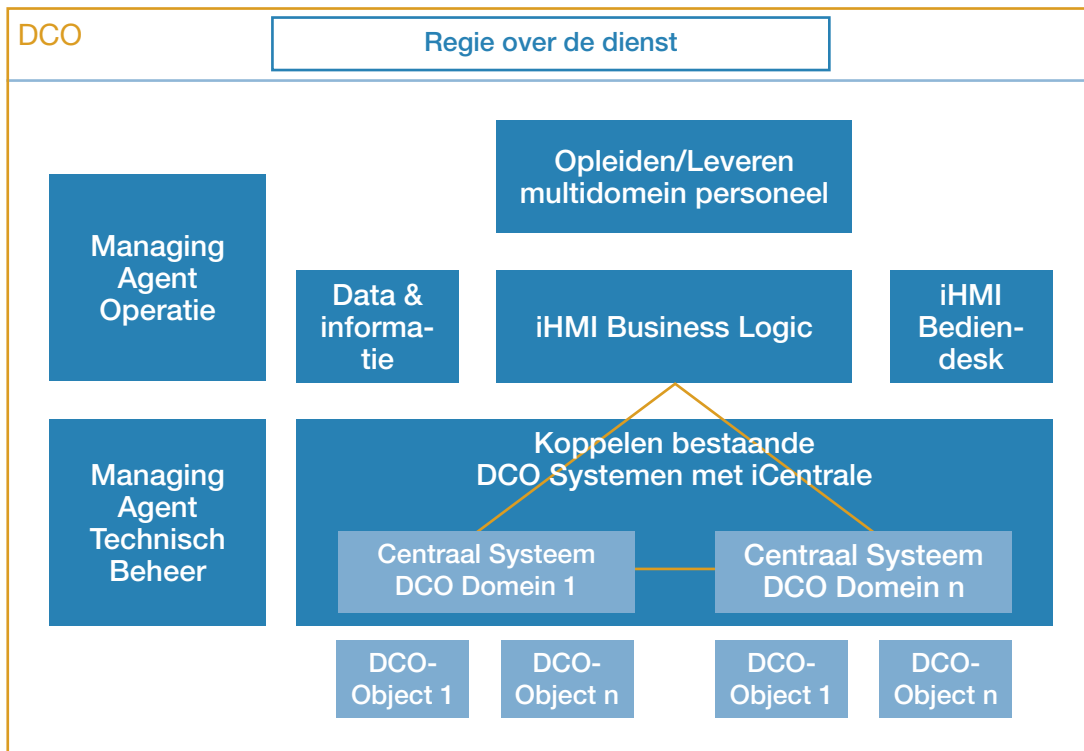 DCO
Regie over de dienst
Opleiden/Leveren
multidomein personeel
Managing
Agent
Operatie
Data &
informa-
tie
iHMI Business Logic
iHMI
Bedien-
desk
Managing
Agent
Technisch
Beheer
Koppelen bestaande
DCO Systemen met iCentrale
Centraal Systeem
DCO Domein 1
Centraal Systeem
DCO Domein n
DCO-
Object 1
DCO-
Object n
DCO-
Object 1
DCO-
Object n